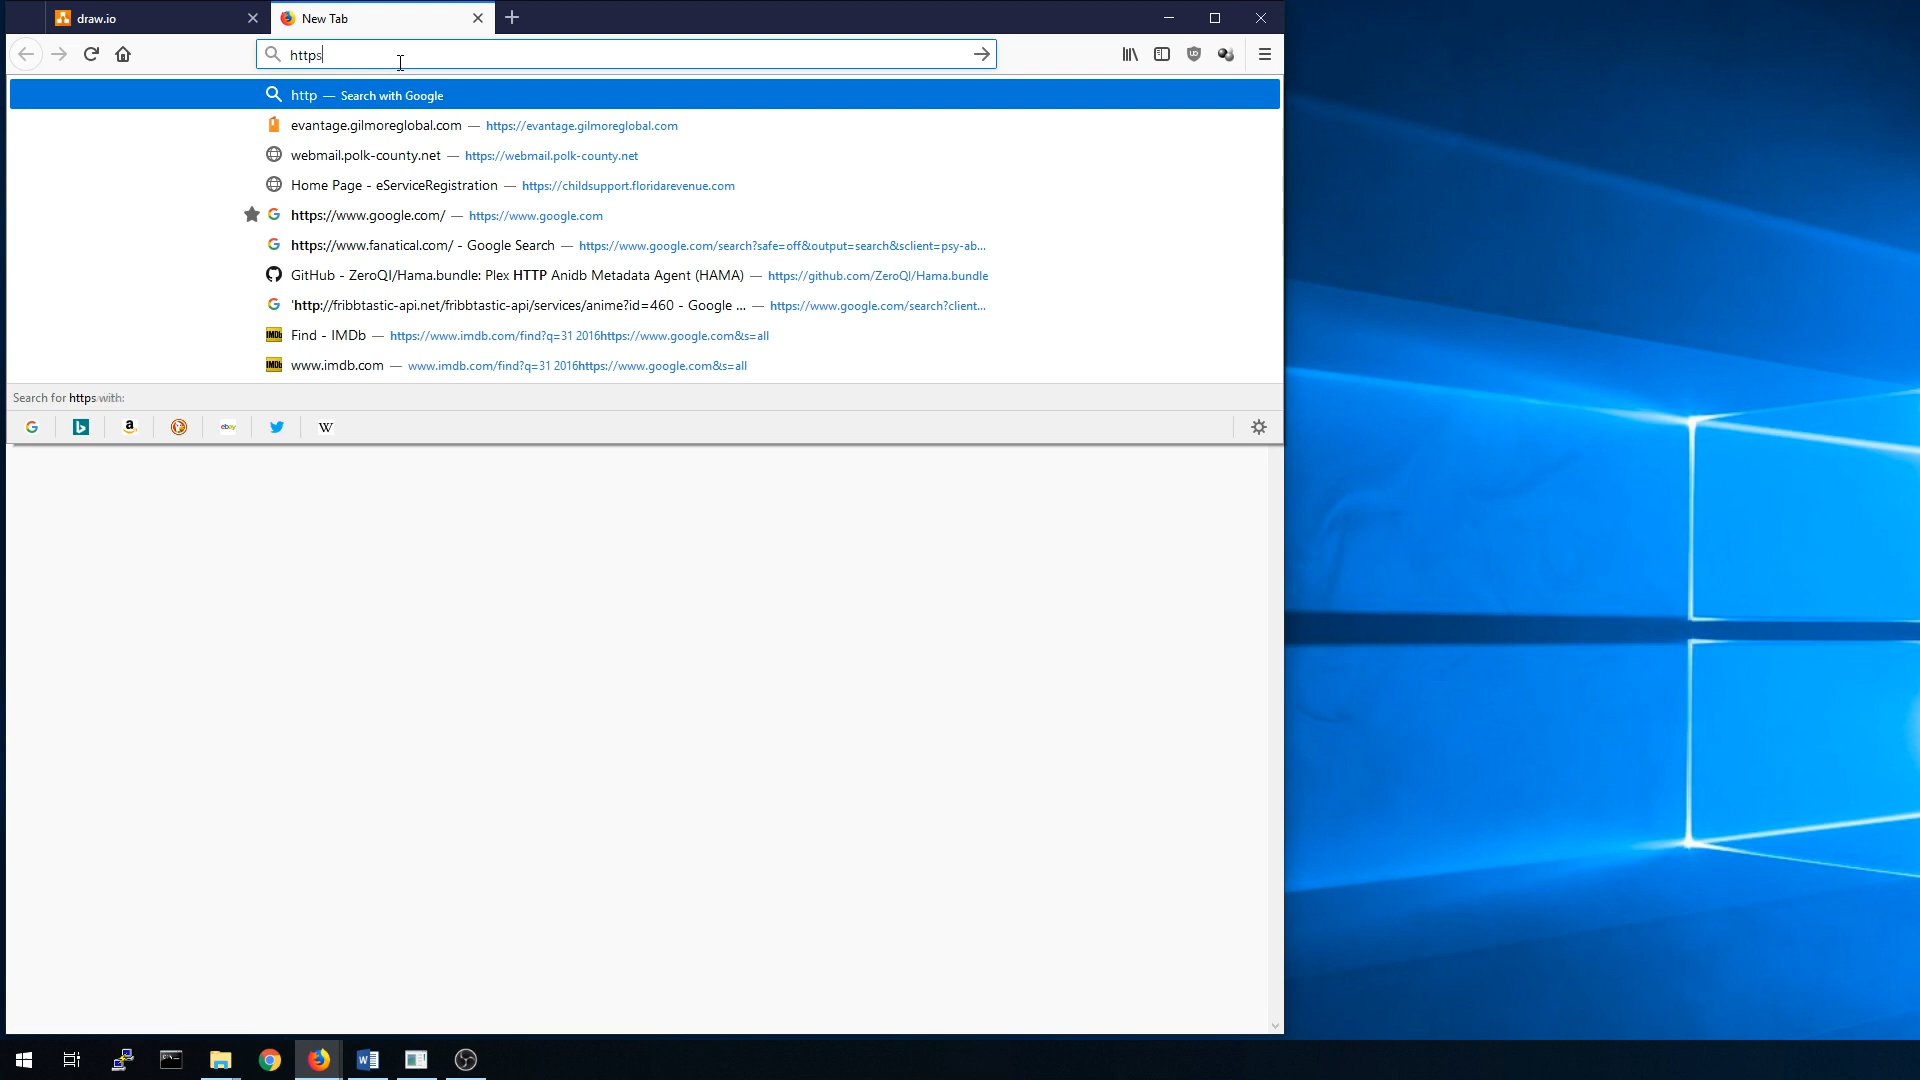 draw.io
New Tab
https
http — Search with Google
evantage.gilmoreglobal.com — https://evantage.gilmoreglobal.com
webmail.polk-county.net — https://webmail.polk-county.net
Home Page - eServiceRegistration — https://childsupport.floridarevenue.com
https://www.google.com/ — https://www.google.com
https://www.fanatical.com/ - Google Search — https://www.google.com/search?safe=off&output=search&sclient=psy-ab...
GitHub - ZeroQI/Hama.bundle: Plex HTTP Anidb Metadata Agent (HAMA) — https://github.com/ZeroQI/Hama.bundle
'http://fribbtastic-api.net/fribbtastic-api/services/anime?id=460 - Google ... — https://www.google.com/search?client...
IMDb Find - IMDb — https://www.imdb.com/find?q=31 2016https://www.google.com&s=all
IMDb www.imdb.com — www.imdb.com/find?q=31 2016https://www.google.com&s=all
Search for https with:
G b a ebay W